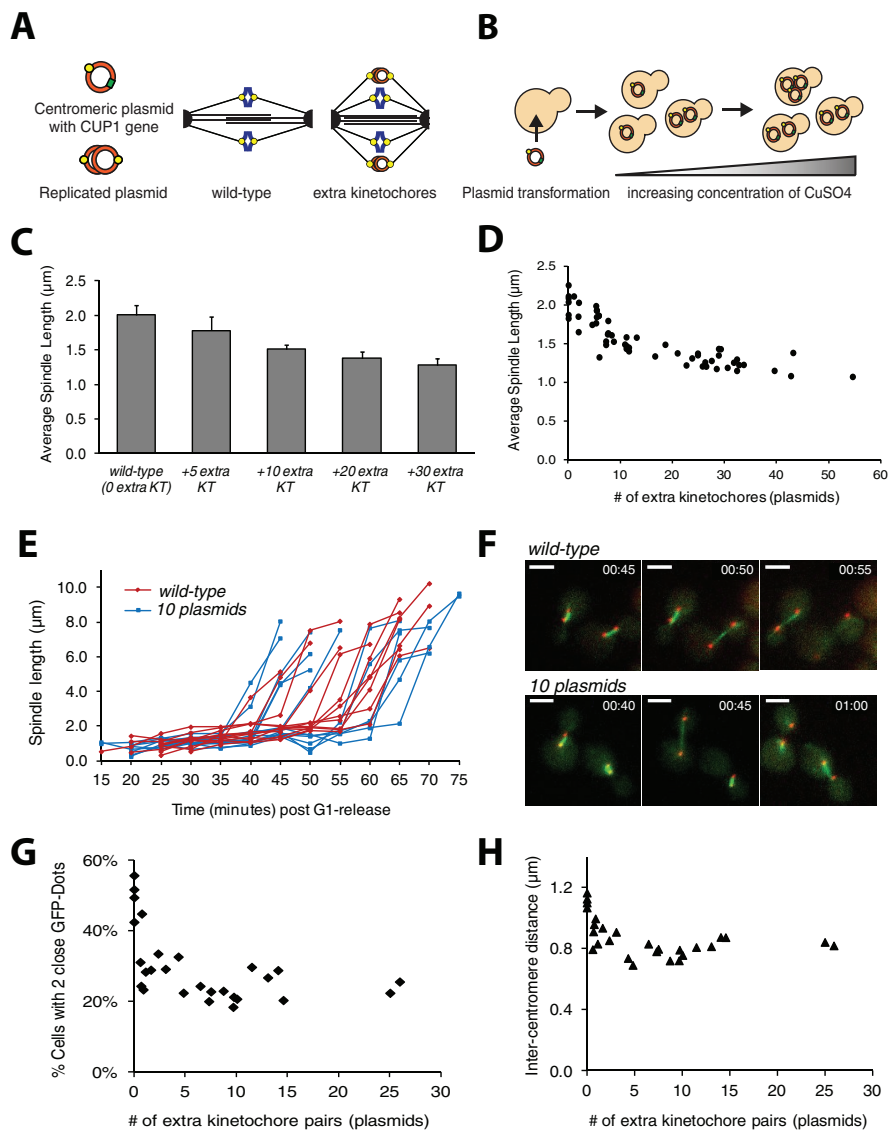 A
Centromeric plasmid
with CUP1 gene
Replicated plasmid
wild-type
extra kinetochores
B
Plasmid transformation
increasing concentration of CuSO4
C
Average Spindle Length (µm)
2.5
2.0
1.5
1.0
0.5
0.0
wild-type
(0 extra KT)
+5 extra
KT
+10 extra
KT
+20 extra
KT
+30 extra
KT
D
Average Spindle Length (µm)
2.5
2.0
1.5
1.0
0.5
0.0
0 10 20 30 40 50 60
# of extra kinetochores (plasmids)
E
Spindle length (µm)
10.0
8.0
6.0
4.0
2.0
0.0
wild-type
10 plasmids
15 20 25 30 35 40 45 50 55 60 65 70 75
Time (minutes) post G1-release
F
wild-type
00:45
00:50
00:55
10 plasmids
00:40
00:45
01:00
G
% Cells with 2 close GFP-Dots
60%
40%
20%
0%
0 5 10 15 20 25 30
# of extra kinetochore pairs (plasmids)
H
Inter-centromere distance (µm)
1.2
0.8
0.4
0.0
0 5 10 15 20 25 30
# of extra kinetochore pairs (plasmids)